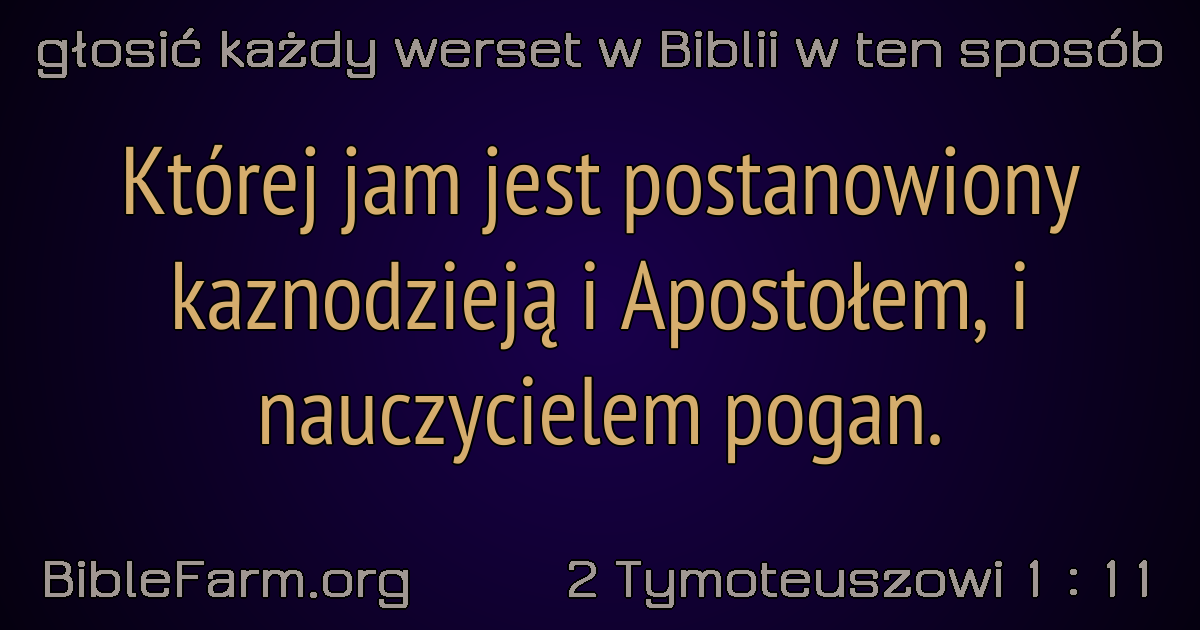 głosić każdy werset w Biblii w ten sposób
Której jam jest postanowiony
kaznodzieją i Apostołem, i
nauczycielem pogan.
BibleFarm.org
2 Tymoteuszowi 1 : 11